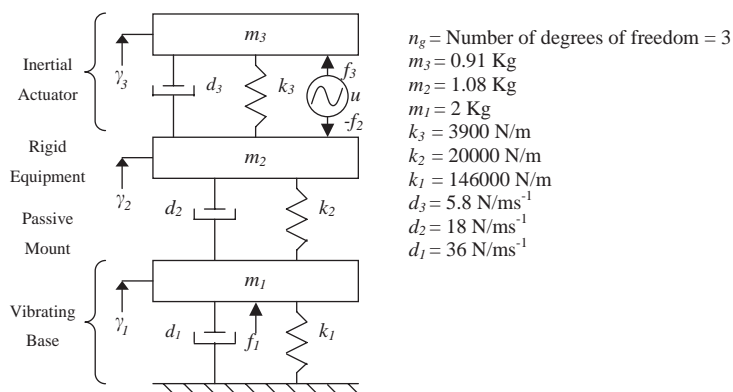 m₃
Inertial
Actuator
γ₃
d₃
k₃
f₃
u
-f₂
Rigid
Equipment
γ₂
m₂
Passive
Mount
d₂
k₂
Vibrating
Base
γ₁
m₁
d₁
f₁
k₁
n_g = Number of degrees of freedom = 3
m₃ = 0.91 Kg
m₂ = 1.08 Kg
m₁ = 2 Kg
k₃ = 3900 N/m
k₂ = 20000 N/m
k₁ = 146000 N/m
d₃ = 5.8 N/ms⁻¹
d₂ = 18 N/ms⁻¹
d₁ = 36 N/ms⁻¹